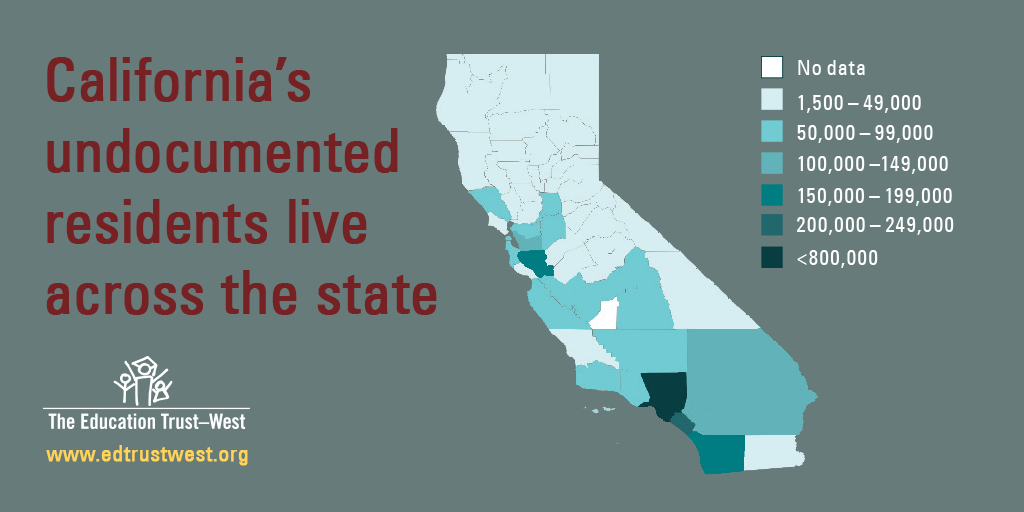 California’s
undocumented
residents live
across the state
The Education Trust–West
www.edtrustwest.org
No data
1,500 – 49,000
50,000 – 99,000
100,000 –149,000
150,000 – 199,000
200,000 – 249,000
<800,000